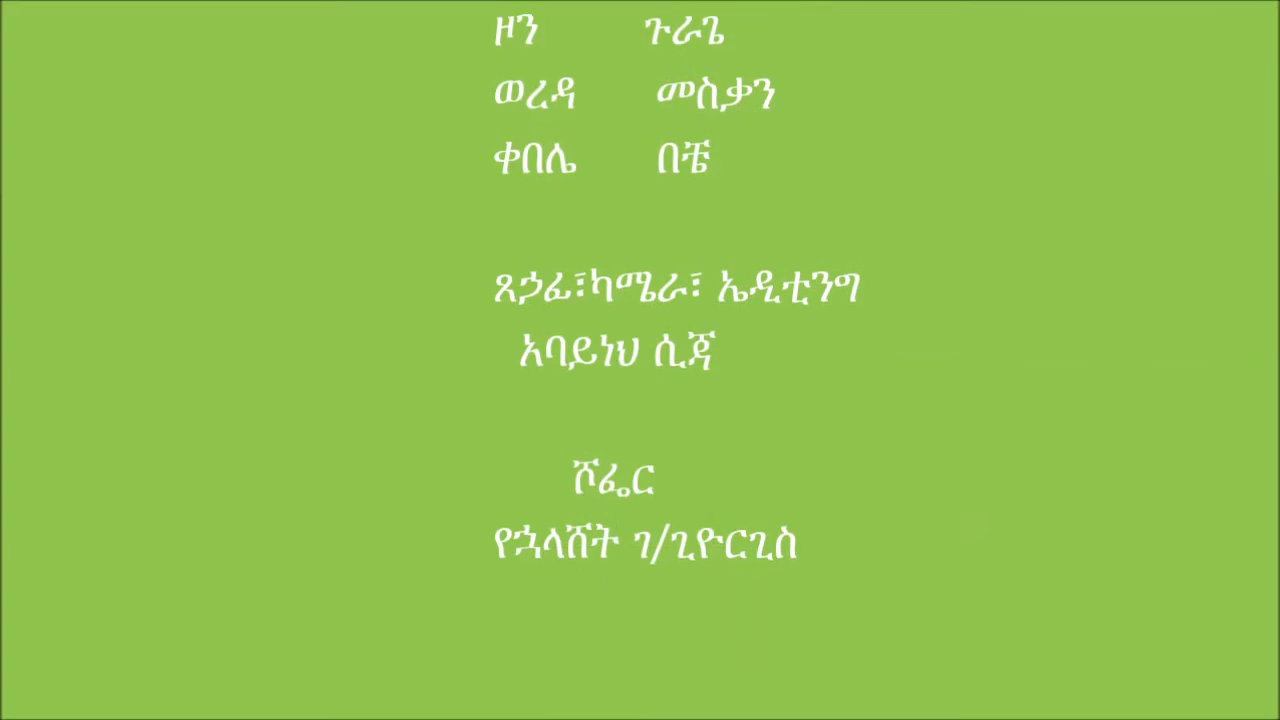 ዞን ጉራጌ
ወረዳ መስቃን
ቀበሌ በቼ
ጸኃፊ፣ካሜራ፣ ኤዲቲንግ
አባይነህ ሲጃ
ሾፌር
የኋላሸት ገ/ጊዮርጊስ